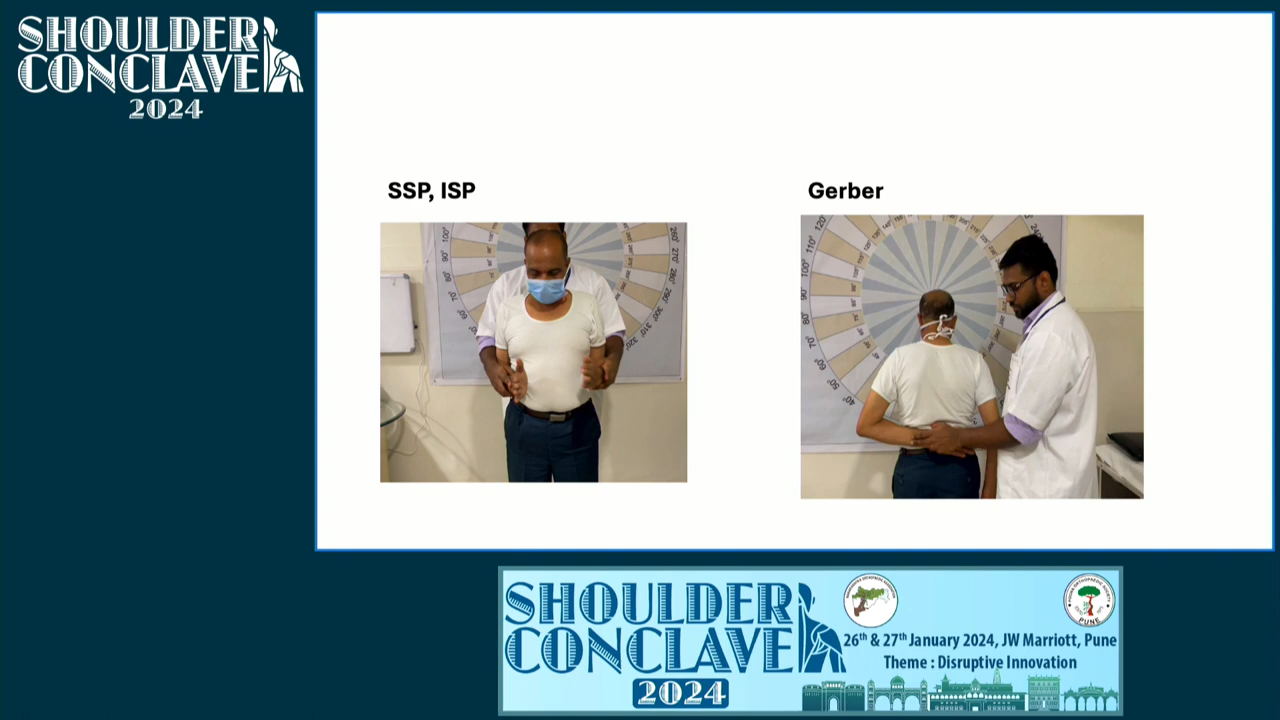 SHOULDER
CONCLAVE
2024
SSP, ISP
Gerber
SHOULDER
CONCLAVE
2024
26th & 27th January 2024, JW Marriott, Pune
Theme : Disruptive Innovation
PUNE